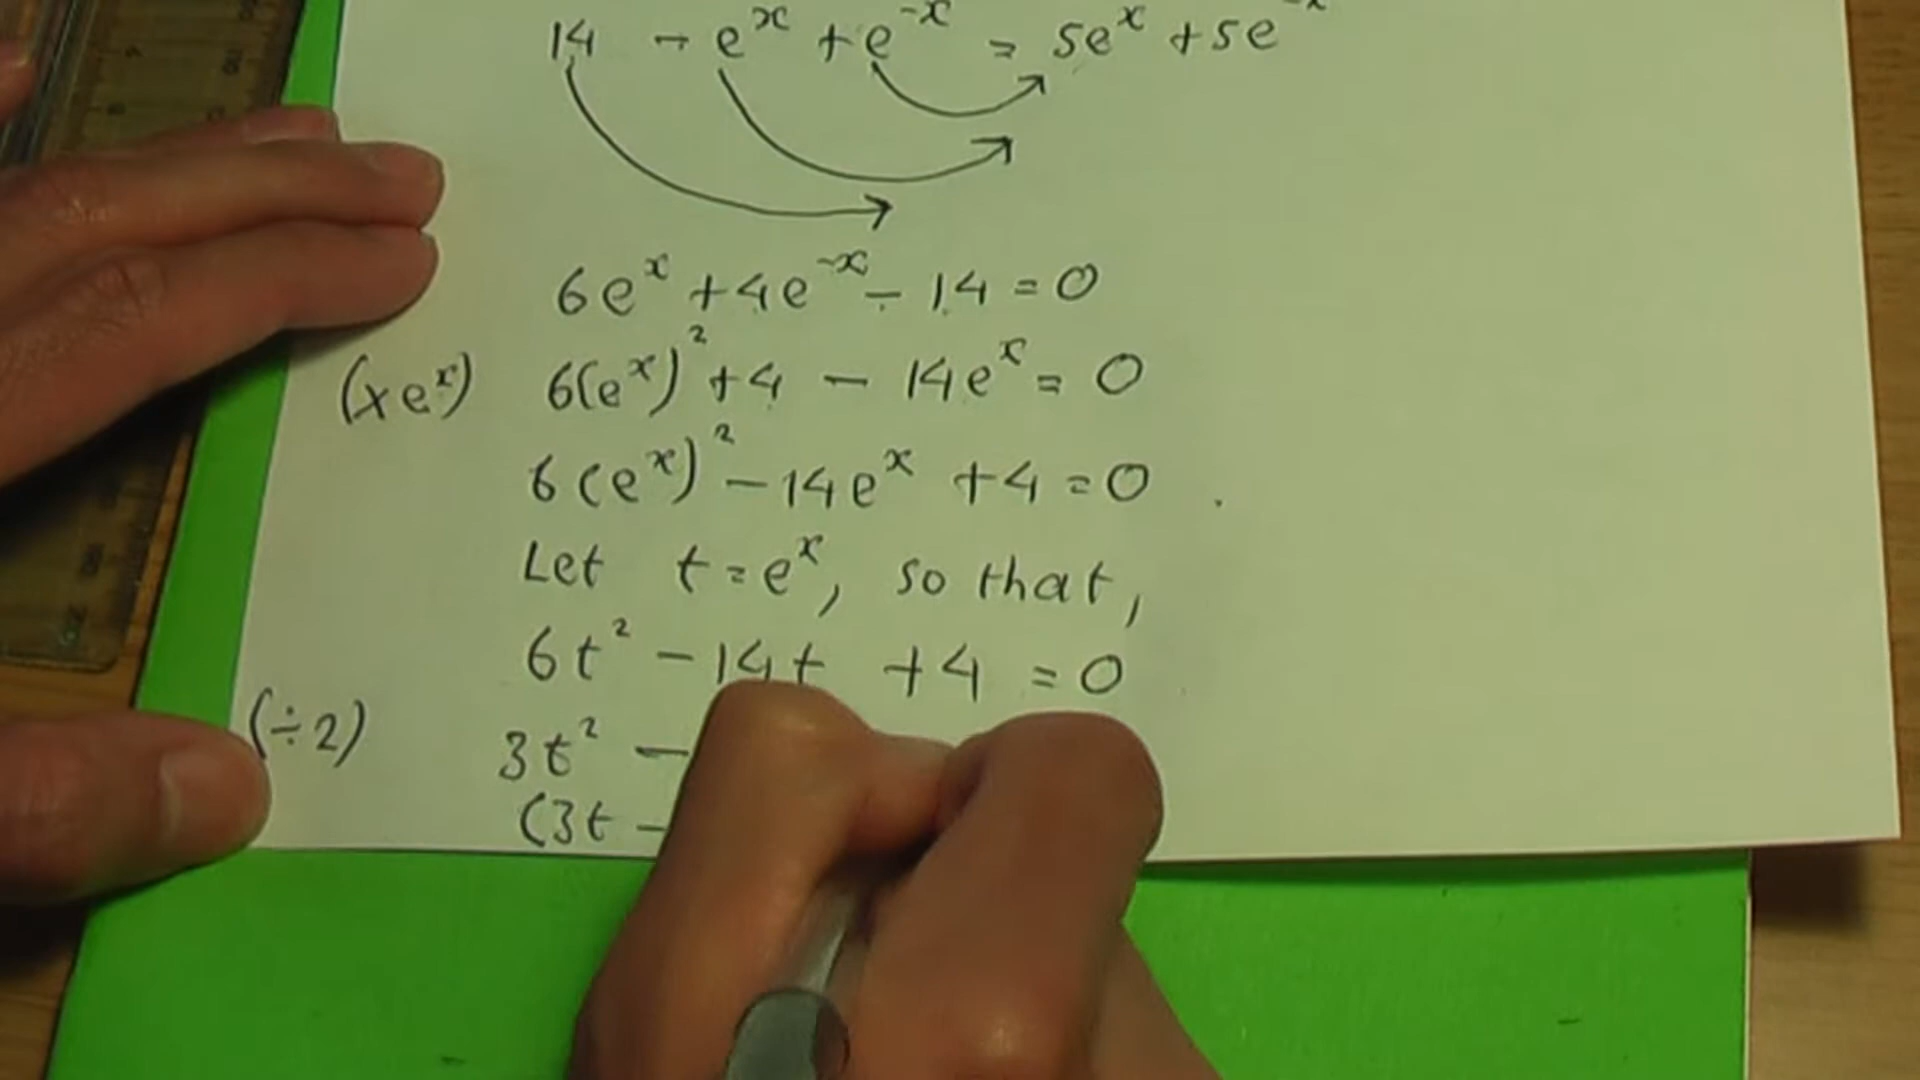 14 - e^x + e^-x = 5e^x + 5e^-x
6e^x + 4e^-x - 14 = 0
(xe^x) 6(e^x)^2 + 4 - 14e^x = 0
6(e^x)^2 - 14e^x + 4 = 0
Let t = e^x, so that,
6t^2 - 14t + 4 = 0
(÷2) 3t^2 -
(3t -